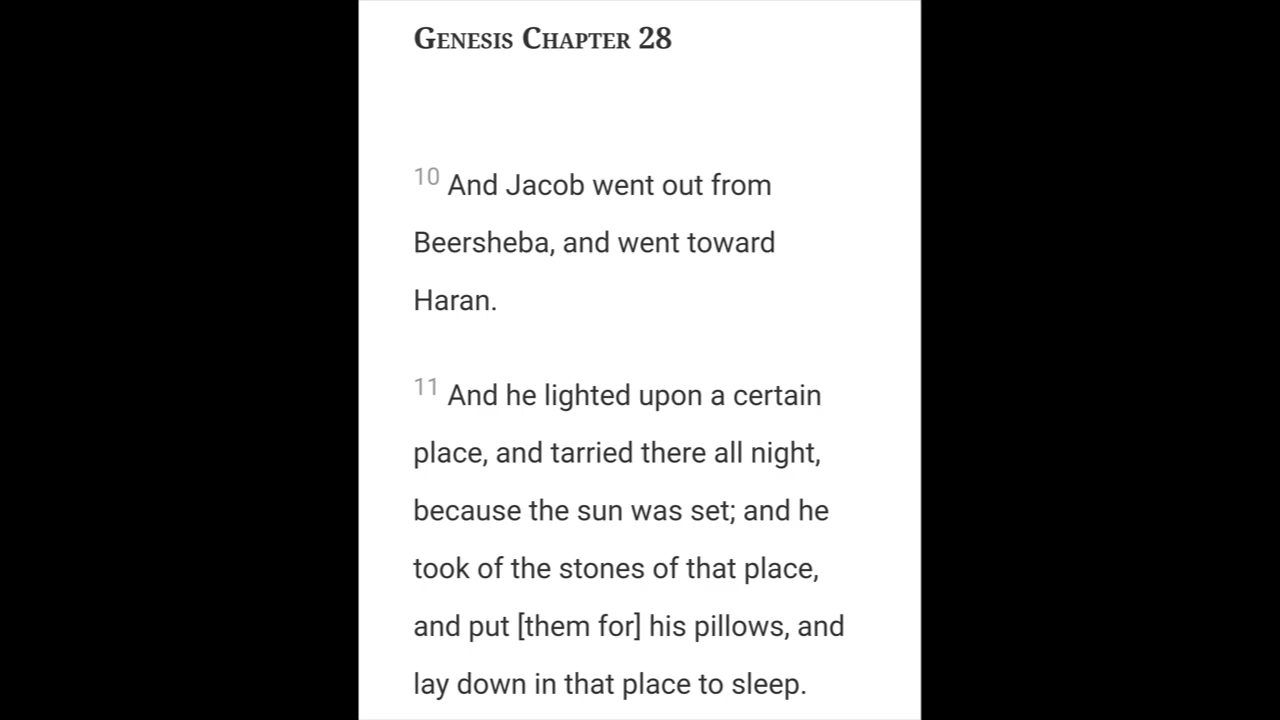 Genesis Chapter 28
10 And Jacob went out from
Beersheba, and went toward
Haran.
11 And he lighted upon a certain
place, and tarried there all night,
because the sun was set; and he
took of the stones of that place,
and put [them for] his pillows, and
lay down in that place to sleep.